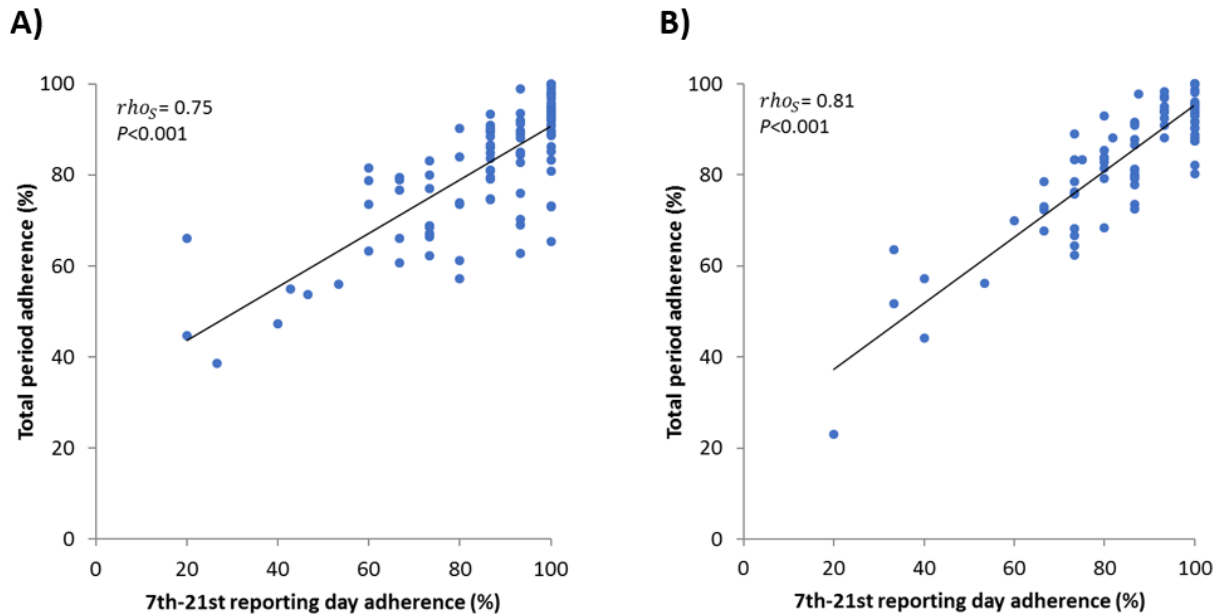 A)
rho_S = 0.75
P<0.001
100
80
60
40
20
0
Total period adherence (%)
0 20 40 60 80 100
7th-21st reporting day adherence (%)
B)
rho_S = 0.81
P<0.001
100
80
60
40
20
0
Total period adherence (%)
0 20 40 60 80 100
7th-21st reporting day adherence (%)